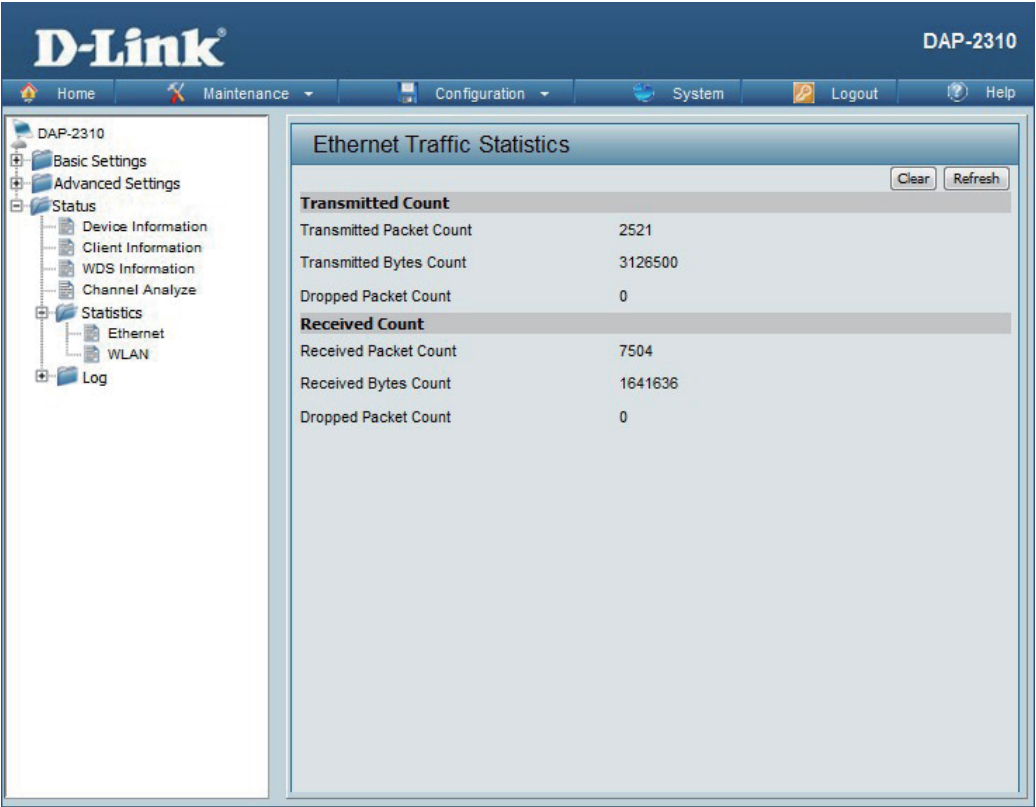 D-Link®
DAP-2310
Home Maintenance Configuration System Logout Help
DAP-2310
Basic Settings
Advanced Settings
Status
Device Information
Client Information
WDS Information
Channel Analyze
Statistics
Ethernet
WLAN
Log
Ethernet Traffic Statistics
Clear Refresh
Transmitted Count
Transmitted Packet Count 2521
Transmitted Bytes Count 3126500
Dropped Packet Count 0
Received Count
Received Packet Count 7504
Received Bytes Count 1641636
Dropped Packet Count 0